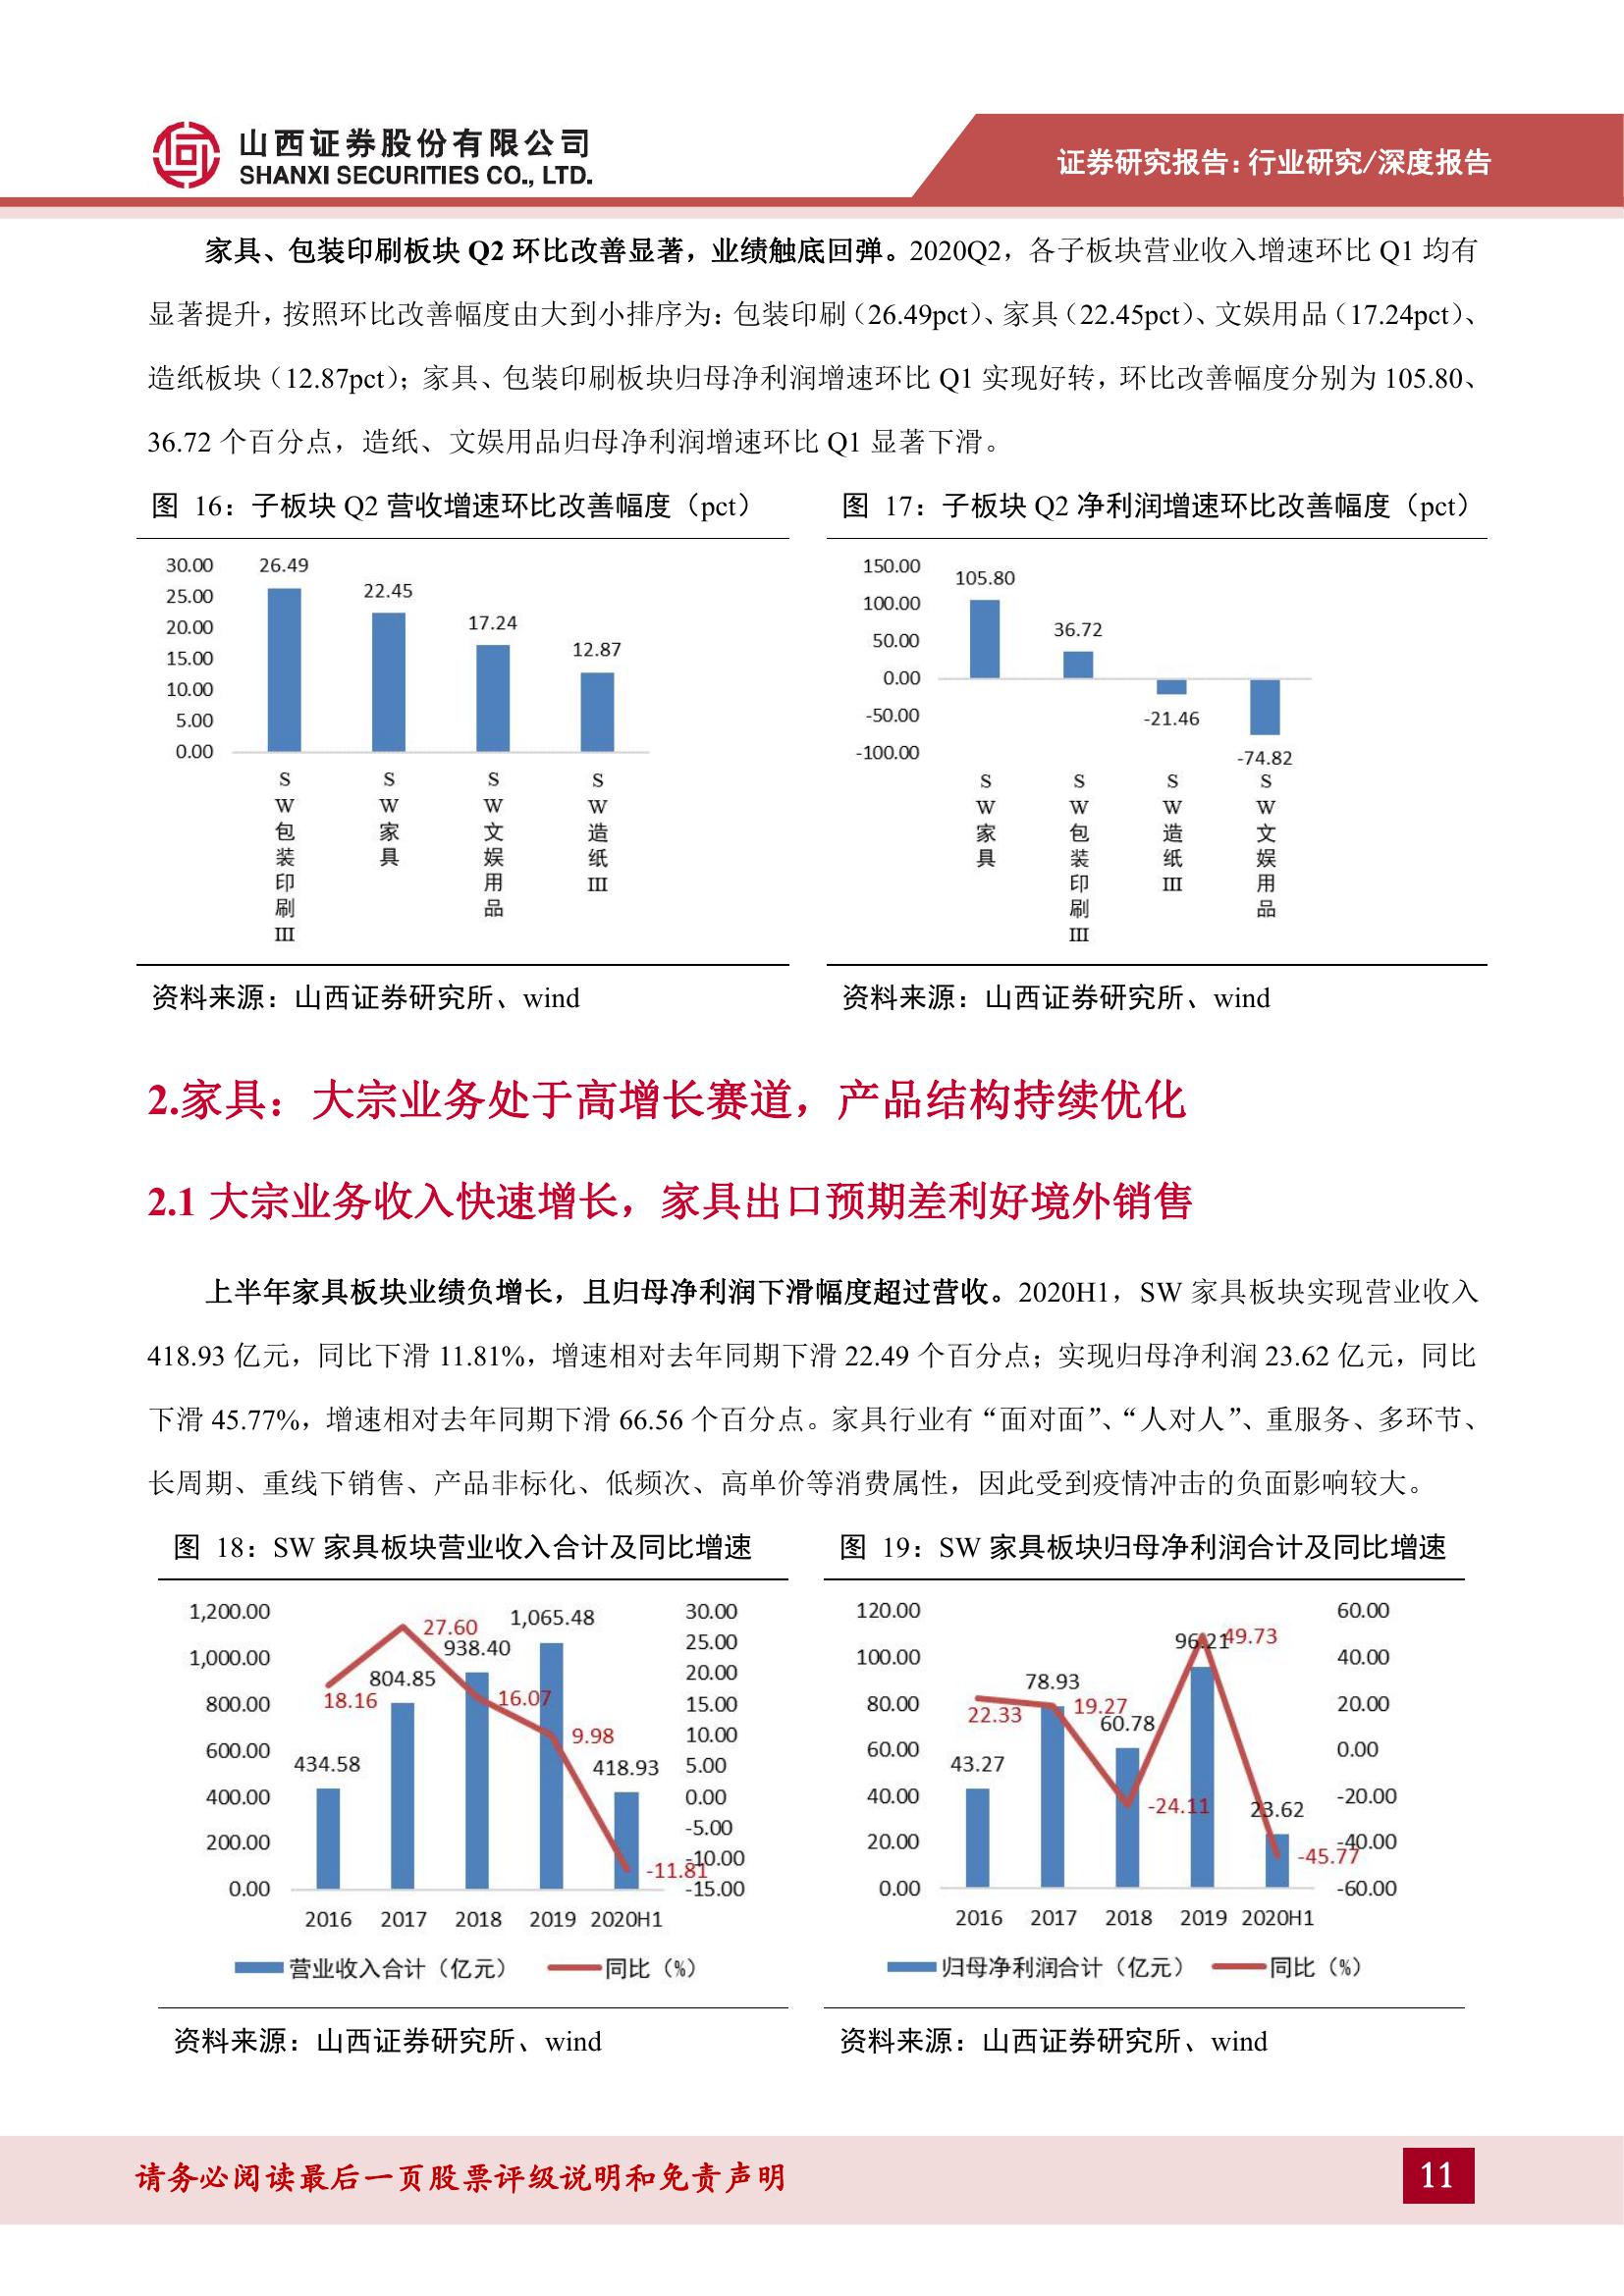 山西证券股份有限公司
SHANXI SECURITIES CO., LTD.
证券研究报告：行业研究/深度报告
家具、包装印刷板块 Q2 环比改善显著，业绩触底回弹。2020Q2，各子板块营业收入增速环比 Q1 均有
显著提升，按照环比改善幅度由大到小排序为：包装印刷（26.49pct）、家具（22.45pct）、文娱用品（17.24pct）、
造纸板块（12.87pct）；家具、包装印刷板块归母净利润增速环比 Q1 实现好转，环比改善幅度分别为 105.80、
36.72 个百分点，造纸、文娱用品归母净利润增速环比 Q1 显著下滑。
图 16：子板块 Q2 营收增速环比改善幅度（pct）
30.00
25.00
20.00
15.00
10.00
5.00
0.00
26.49
22.45
17.24
12.87
SW包装印刷III
SW家具
SW文娱用品
SW造纸III
资料来源：山西证券研究所、wind
图 17：子板块 Q2 净利润增速环比改善幅度（pct）
150.00
100.00
50.00
0.00
-50.00
-100.00
105.80
36.72
-21.46
-74.82
SW家具
SW包装印刷III
SW造纸III
SW文娱用品
资料来源：山西证券研究所、wind
2.家具：大宗业务处于高增长赛道，产品结构持续优化
2.1 大宗业务收入快速增长，家具出口预期差利好境外销售
上半年家具板块业绩负增长，且归母净利润下滑幅度超过营收。2020H1，SW 家具板块实现营业收入
418.93 亿元，同比下滑 11.81%，增速相对去年同期下滑 22.49 个百分点；实现归母净利润 23.62 亿元，同比
下滑 45.77%，增速相对去年同期下滑 66.56 个百分点。家具行业有“面对面”、“人对人”、重服务、多环节、
长周期、重线下销售、产品非标化、低频次、高单价等消费属性，因此受到疫情冲击的负面影响较大。
图 18：SW 家具板块营业收入合计及同比增速
1,200.00
1,000.00
800.00
600.00
400.00
200.00
0.00
434.58
804.85
938.40
1,065.48
418.93
18.16
27.60
16.07
9.98
-11.81
30.00
25.00
20.00
15.00
10.00
5.00
0.00
-5.00
-10.00
-15.00
2016 2017 2018 2019 2020H1
营业收入合计（亿元） 同比（%）
资料来源：山西证券研究所、wind
图 19：SW 家具板块归母净利润合计及同比增速
120.00
100.00
80.00
60.00
40.00
20.00
0.00
43.27
78.93
60.78
96.21
23.62
22.33
19.27
-24.11
49.73
-45.77
60.00
40.00
20.00
0.00
-20.00
-40.00
-60.00
2016 2017 2018 2019 2020H1
归母净利润合计（亿元） 同比（%）
资料来源：山西证券研究所、wind
请务必阅读最后一页股票评级说明和免责声明
11